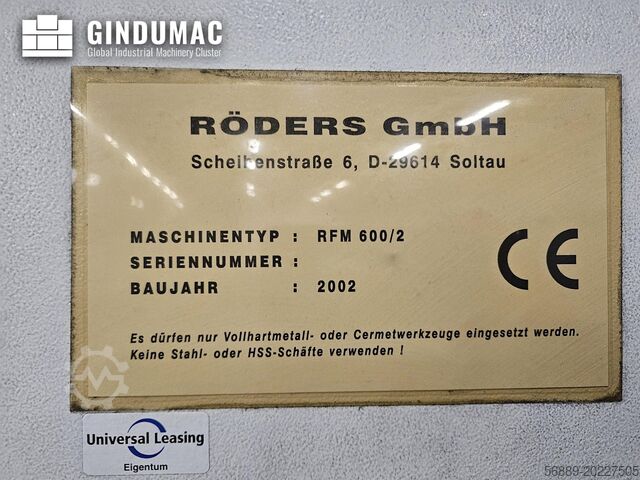 GINDUMAC
Global Industrial Machinery Cluster
RÖDERS GmbH
Scheibenstraße 6, D-29614 Soltau
MASCHINENTYP : RFM 600/2
SERIENNUMMER :
BAUJAHR : 2002
CE
Es dürfen nur Vollhartmetall- oder Cermetwerkzeuge eingesetzt werden.
Keine Stahl- oder HSS-Schäfte verwenden !
Universal Leasing
Eigentum
56889-20227505